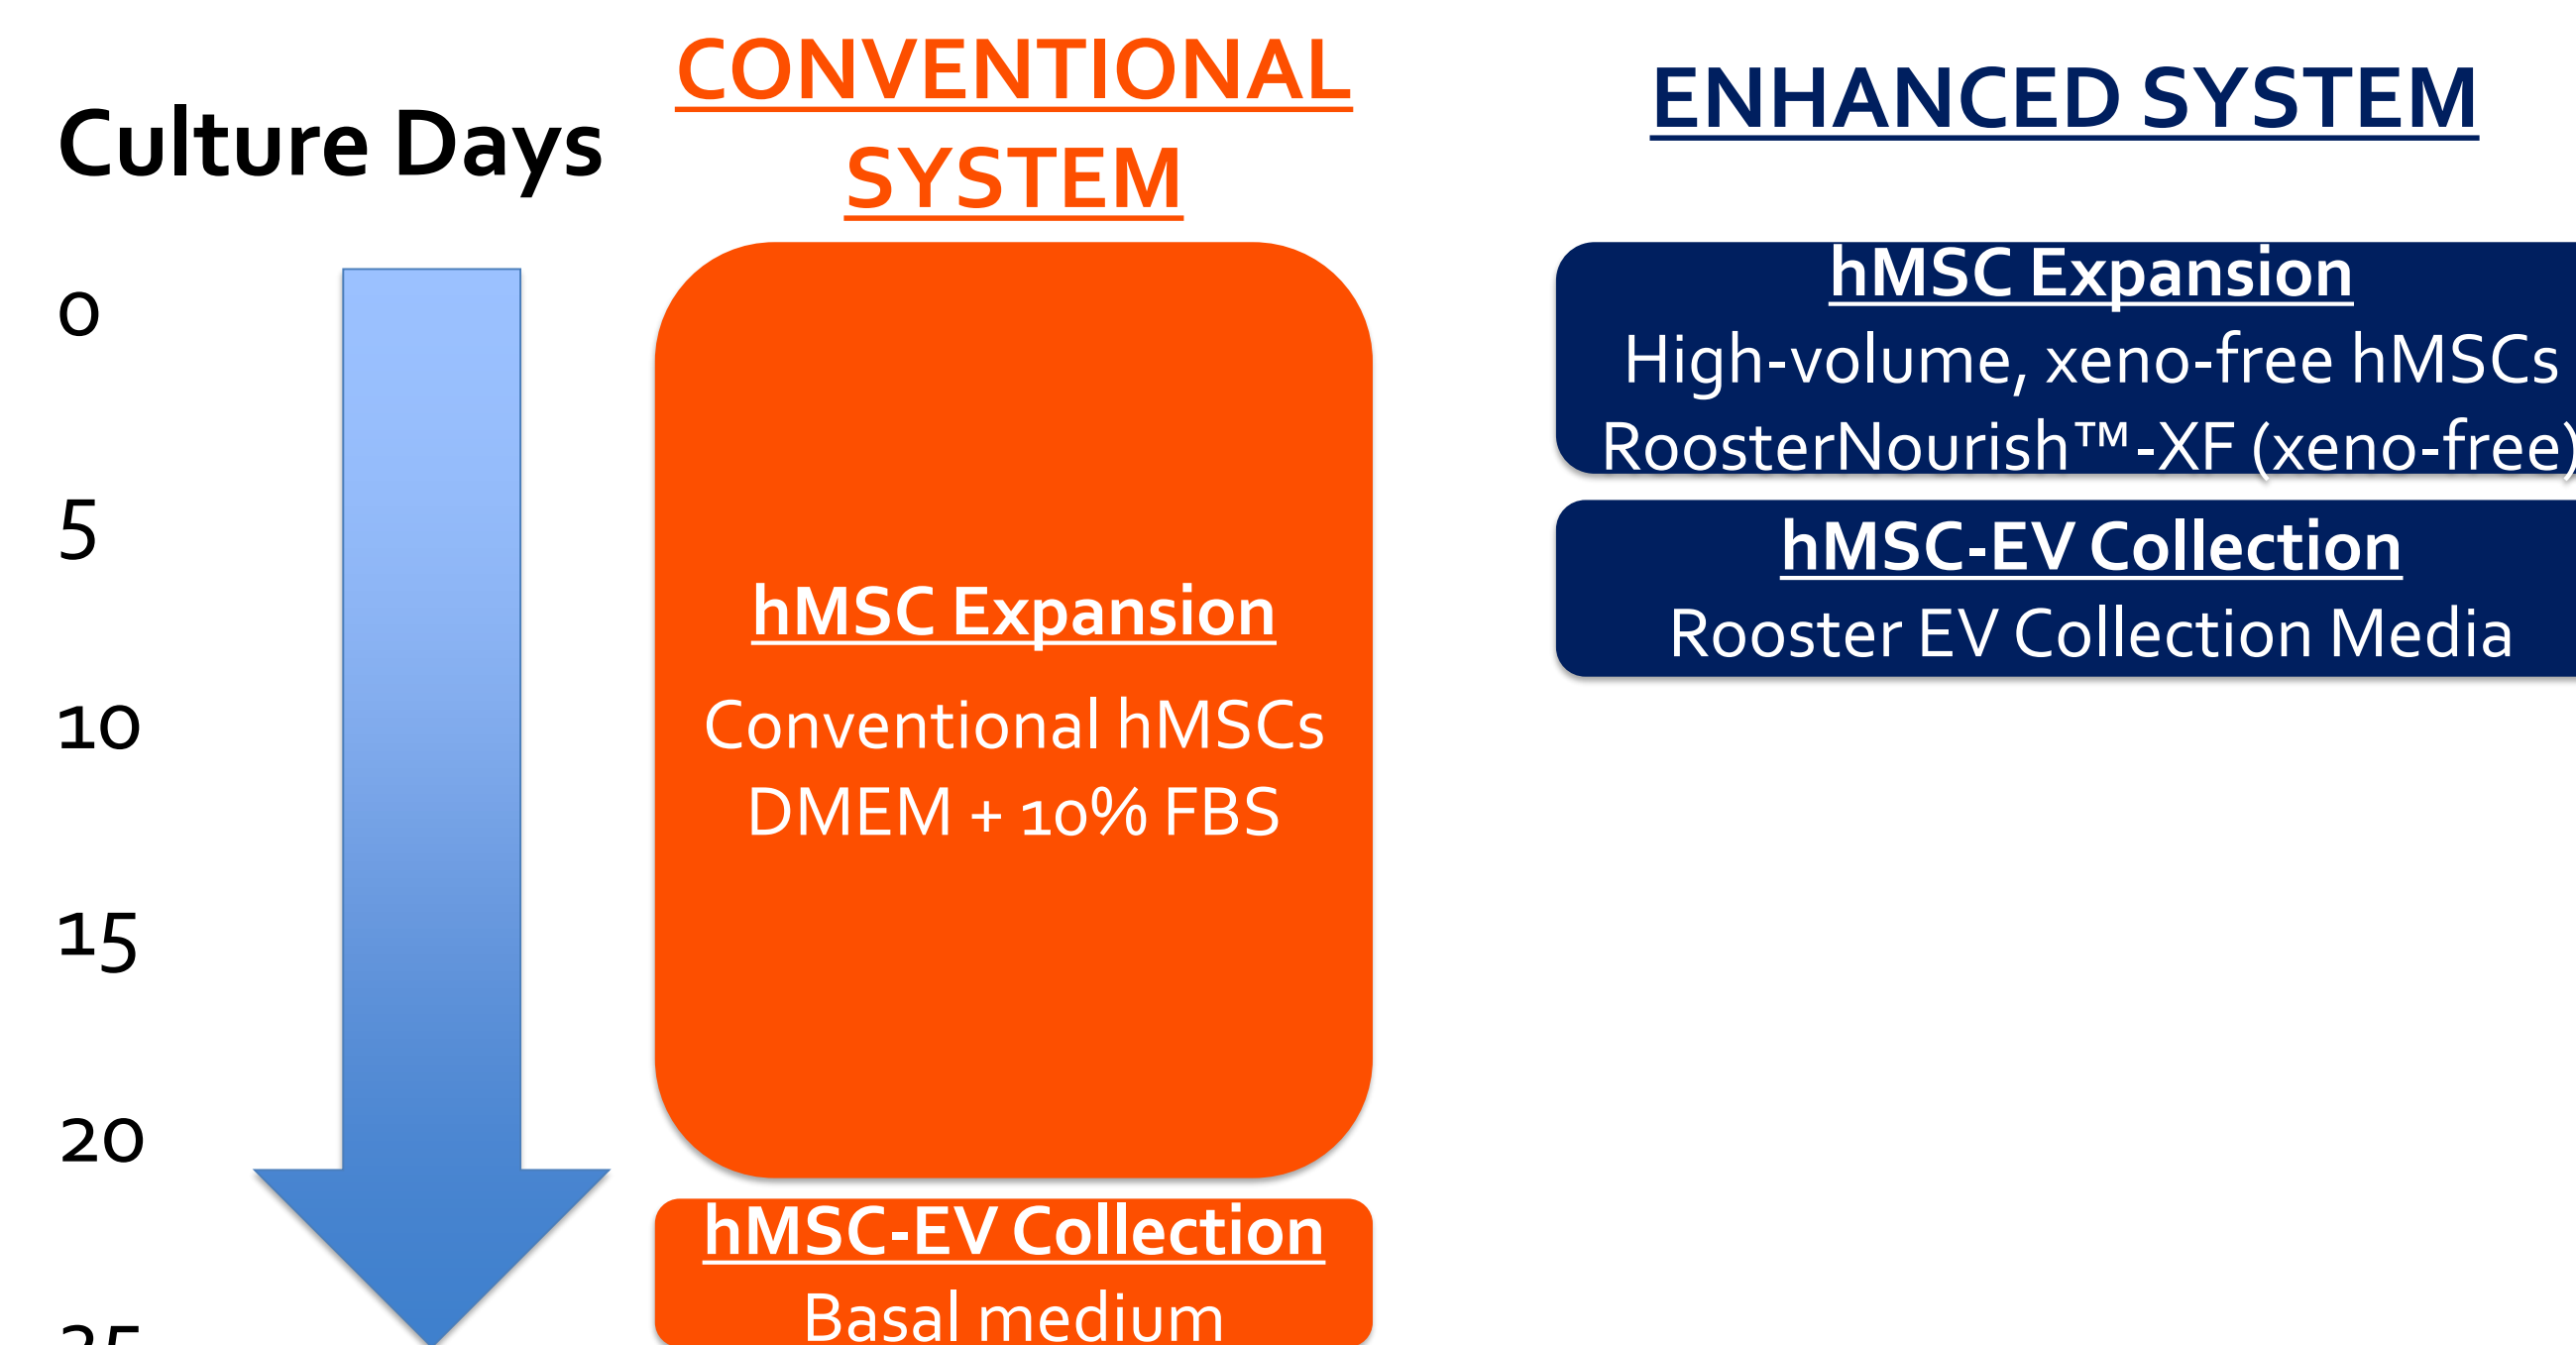 Culture Days
0
5
10
15
20
25
CONVENTIONAL
SYSTEM
hMSC Expansion
Conventional hMSCs
DMEM + 10% FBS
hMSC-EV Collection
Basal medium
ENHANCED SYSTEM
hMSC Expansion
High-volume, xeno-free hMSCs
RoosterNourish™-XF (xeno-free)
hMSC-EV Collection
Rooster EV Collection Media